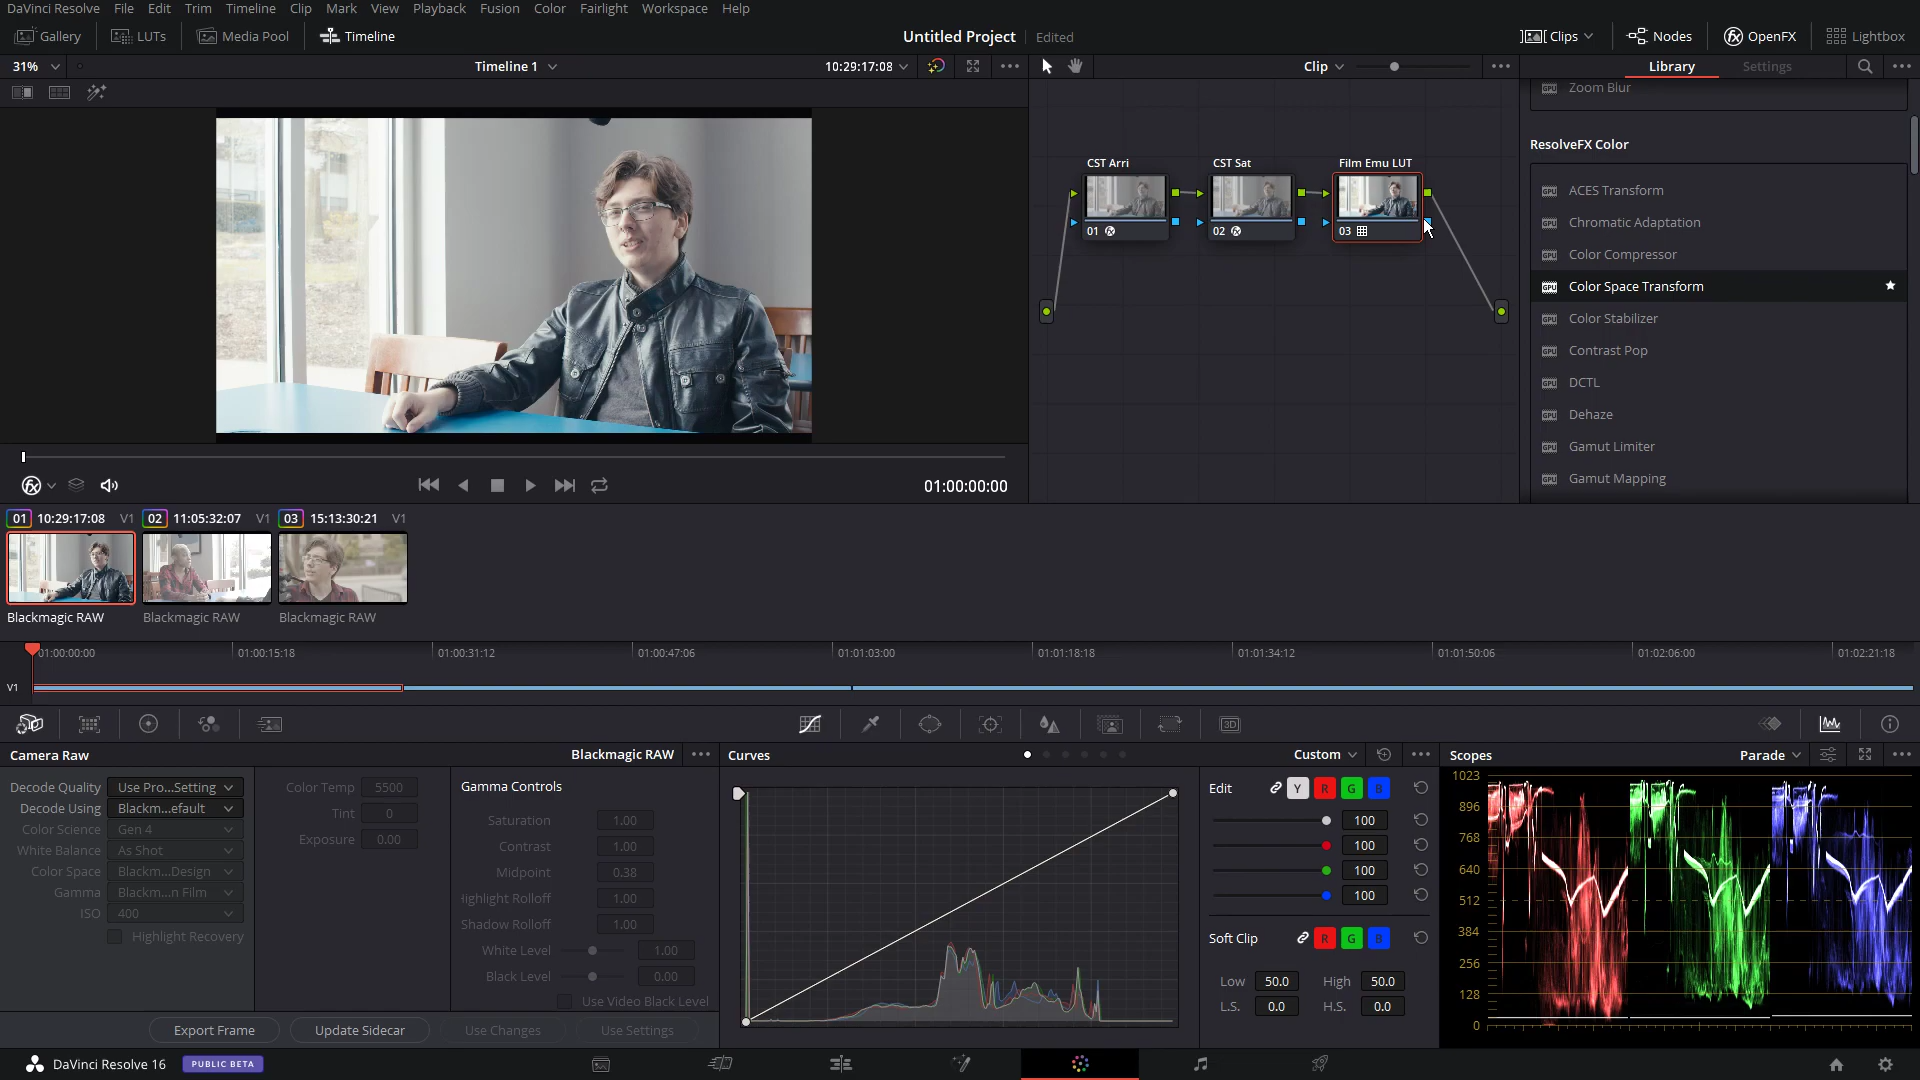 DaVinci Resolve File Edit Trim Timeline Clip Mark View Playback Fusion Color Fairlight Workspace Help
Gallery LUTs Media Pool Timeline Untitled Project Edited Clips Nodes OpenFX Lightbox
31% Timeline 1 10:29:17:08 Clip Library Settings
Zoom Blur
ResolveFX Color
ACES Transform
Chromatic Adaptation
Color Compressor
Color Space Transform
Color Stabilizer
Contrast Pop
DCTL
Dehaze
Gamut Limiter
Gamut Mapping
CST Arri CST Sat Film Emu LUT
01 02 03
01:00:00:00
01 10:29:17:08 V1 02 11:05:32:07 V1 03 15:13:30:21 V1
Blackmagic RAW Blackmagic RAW Blackmagic RAW
01:00:00:00 01:00:15:18 01:00:31:12 01:00:47:06 01:01:03:00 01:01:18:18 01:01:34:12 01:01:50:06 01:02:06:00 01:02:21:18
V1
3D
Camera Raw Blackmagic RAW
Decode Quality Use Pro...Setting
Decode Using Blackm...efault
Color Science Gen 4
White Balance As Shot
Color Space Blackm...Design
Gamma Blackm...n Film
ISO 400
Highlight Recovery
Color Temp 5500
Tint 0
Exposure 0.00
Gamma Controls
Saturation 1.00
Contrast 1.00
Midpoint 0.38
Highlight Rolloff 1.00
Shadow Rolloff 1.00
White Level 1.00
Black Level 0.00
Use Video Black Level
Export Frame Update Sidecar Use Changes Use Settings
Curves Custom
Edit Y R G B
100
100
100
100
Soft Clip R G B
Low 50.0 High 50.0
L.S. 0.0 H.S. 0.0
Scopes Parade
1023
896
768
640
512
384
256
128
0
DaVinci Resolve 16 PUBLIC BETA